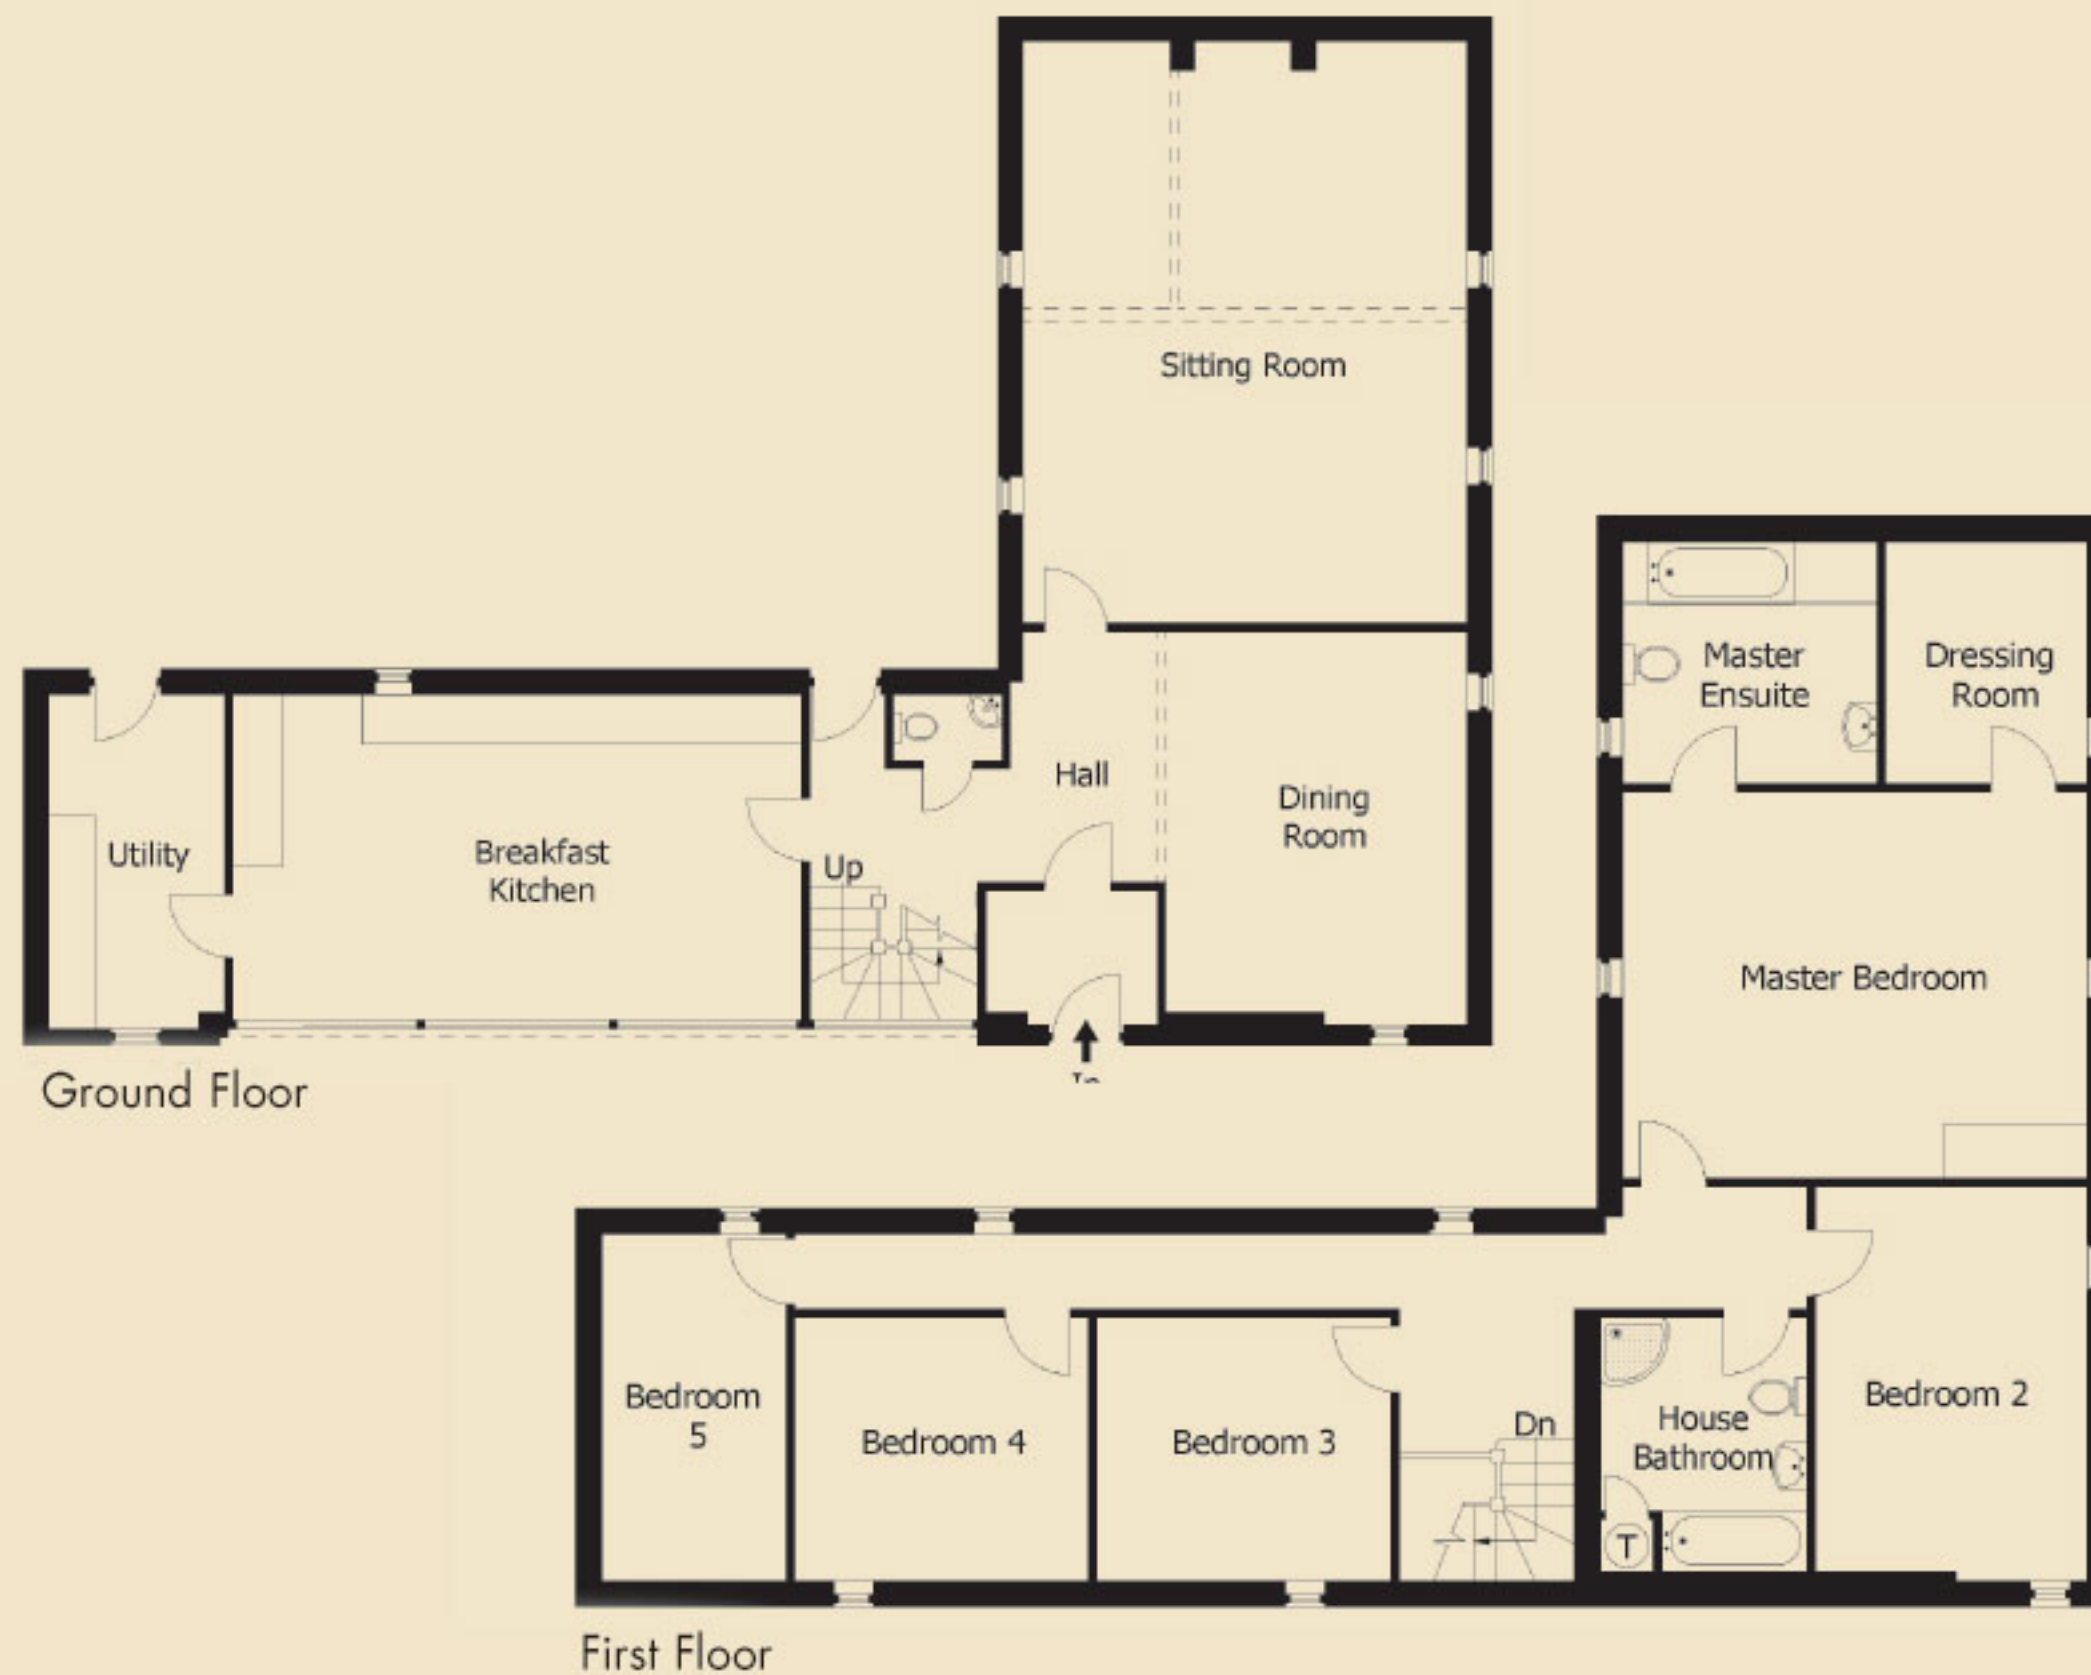 Sitting Room
Hall
Dining
Room
Utility
Breakfast
Kitchen
Up
Ground Floor
Master
Ensuite
Dressing
Room
Master Bedroom
Bedroom
5
Bedroom 4
Bedroom 3
Dn
House
Bathroom
T
Bedroom 2
First Floor